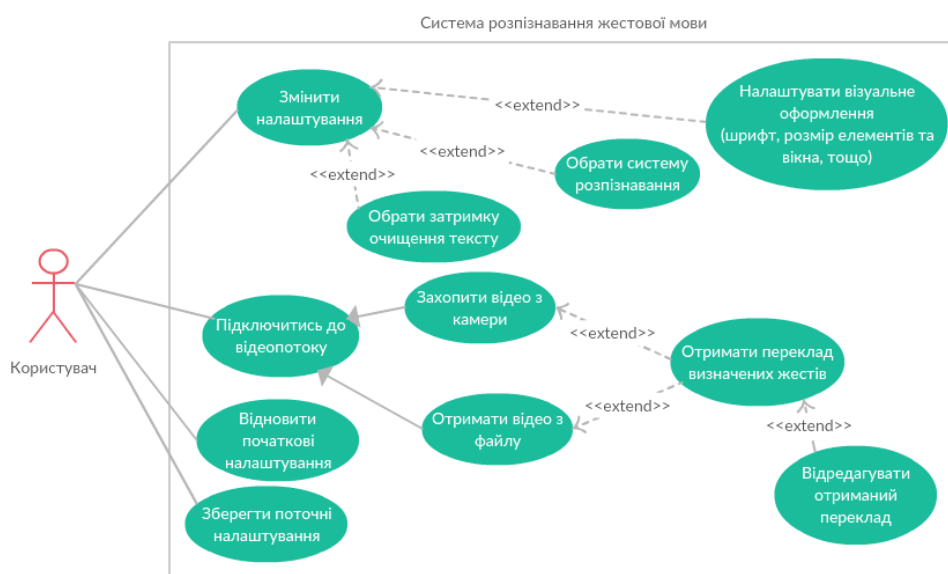 Система розпізнавання жестової мови
Змінити
налаштування
<<extend>>
Налаштувати візуальне
оформлення
(шрифт, розмір елементів та
вікна, тощо)
<<extend>>
Обрати систему
розпізнавання
<<extend>>
Обрати затримку
очищення тексту
Користувач
Підключитись до
відеопотоку
Захопити відео з
камери
<<extend>>
Отримати переклад
визначених жестів
<<extend>>
Отримати відео з
файлу
<<extend>>
Відновити
початкові
налаштування
Відредагувати
отриманий
переклад
Зберегти поточні
налаштування